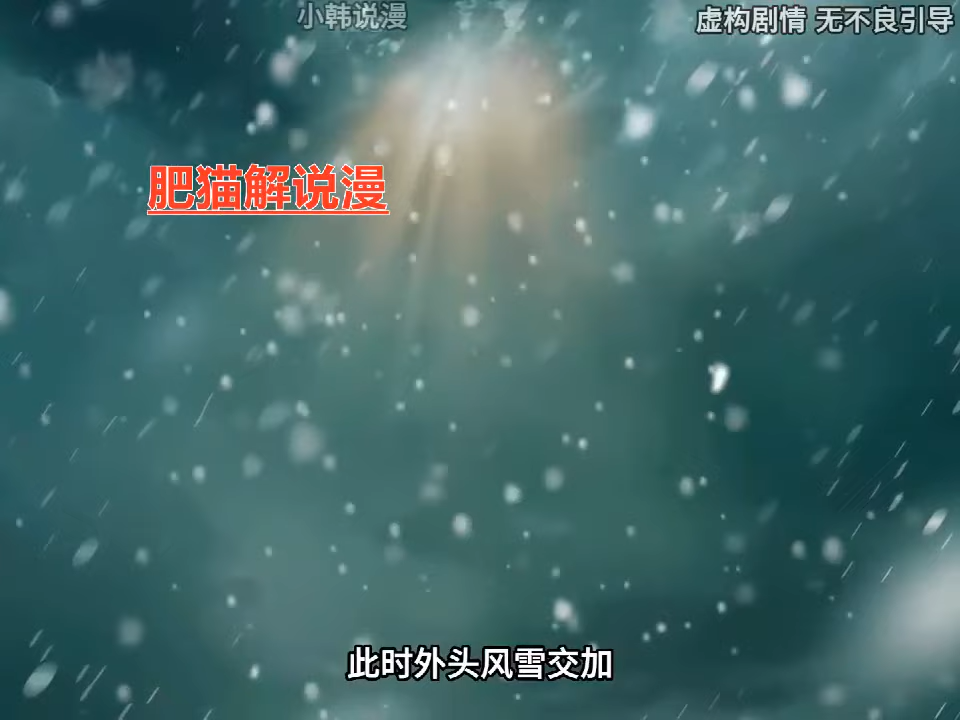 小韩说漫
虚构剧情 无不良引导
肥猫解说漫
此时外头风雪交加